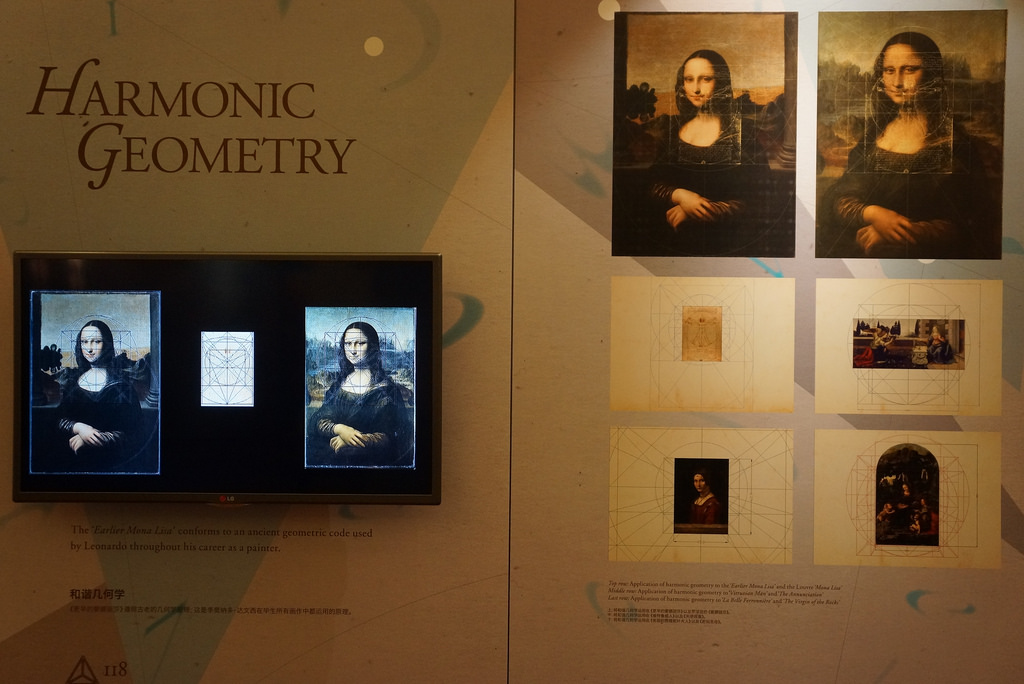 HARMONIC
GEOMETRY
LG
The 'Earlier Mona Lisa' conforms to an ancient geometric code used
by Leonardo throughout his career as a painter.
和谐几何学
118
Top row: Application of harmonic geometry to the 'Earlier Mona Lisa' and the Louvre 'Mona Lisa'
Middle row: Application of harmonic geometry in 'Vitruvian Man' and 'The Annunciation'
Last row: Application of harmonic geometry in 'La Belle Ferronnière' and 'The Virgin of the Rocks'